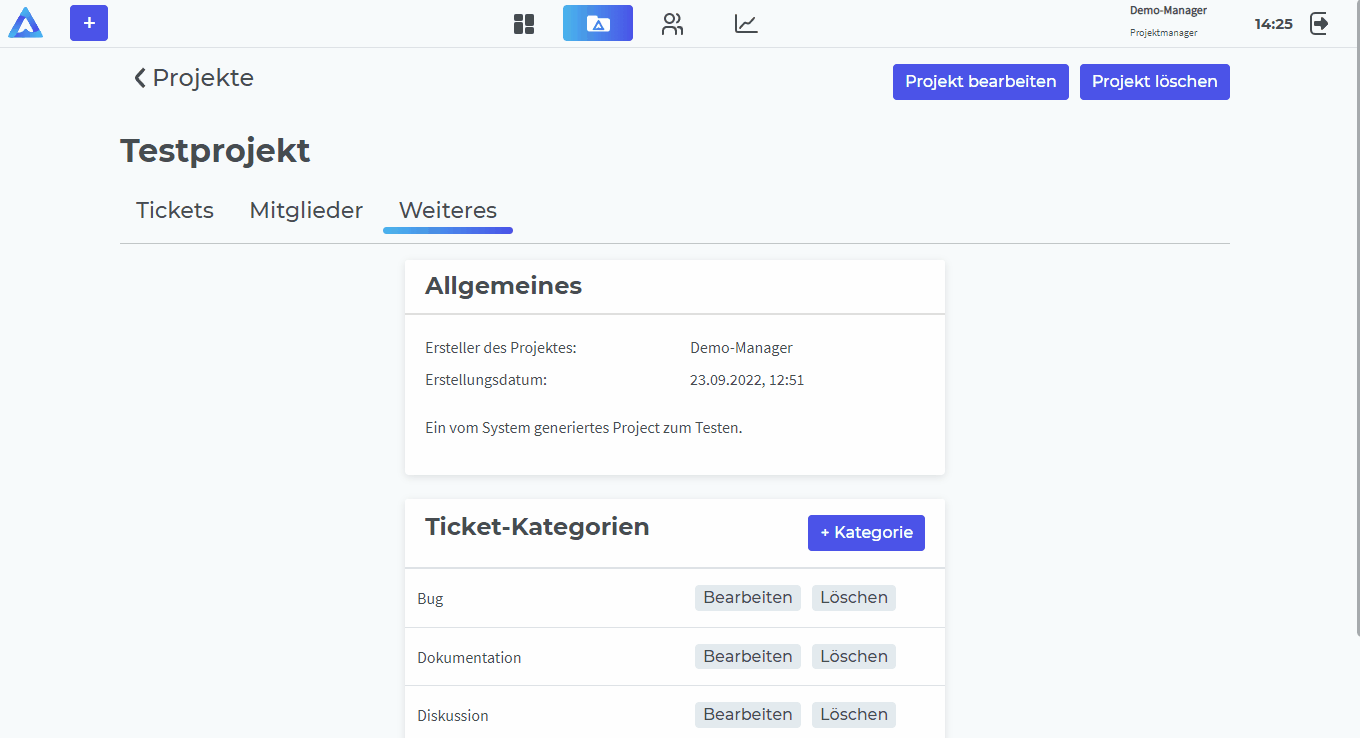 +
Demo-Manager
Projektmanager
14:25
Projekte
Projekt bearbeiten
Projekt löschen
Testprojekt
Tickets
Mitglieder
Weiteres
Allgemeines
Ersteller des Projektes: Demo-Manager
Erstellungsdatum: 23.09.2022, 12:51
Ein vom System generiertes Project zum Testen.
Ticket-Kategorien
+ Kategorie
Bug Bearbeiten Löschen
Dokumentation Bearbeiten Löschen
Diskussion Bearbeiten Löschen